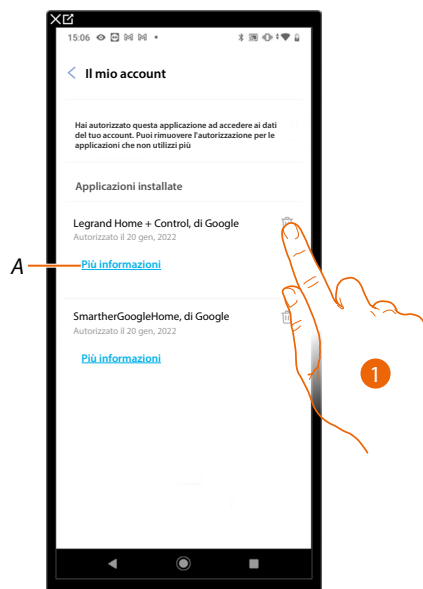 15:06
Il mio account
Hai autorizzato questa applicazione ad accedere ai dati
del tuo account. Puoi rimuovere l'autorizzazione per le
applicazioni che non utilizzi più
Applicazioni installate
Legrand Home + Control, di Google
Autorizzato il 20 gen, 2022
A
Più informazioni
SmartherGoogleHome, di Google
Autorizzato il 20 gen, 2022
Più informazioni
1